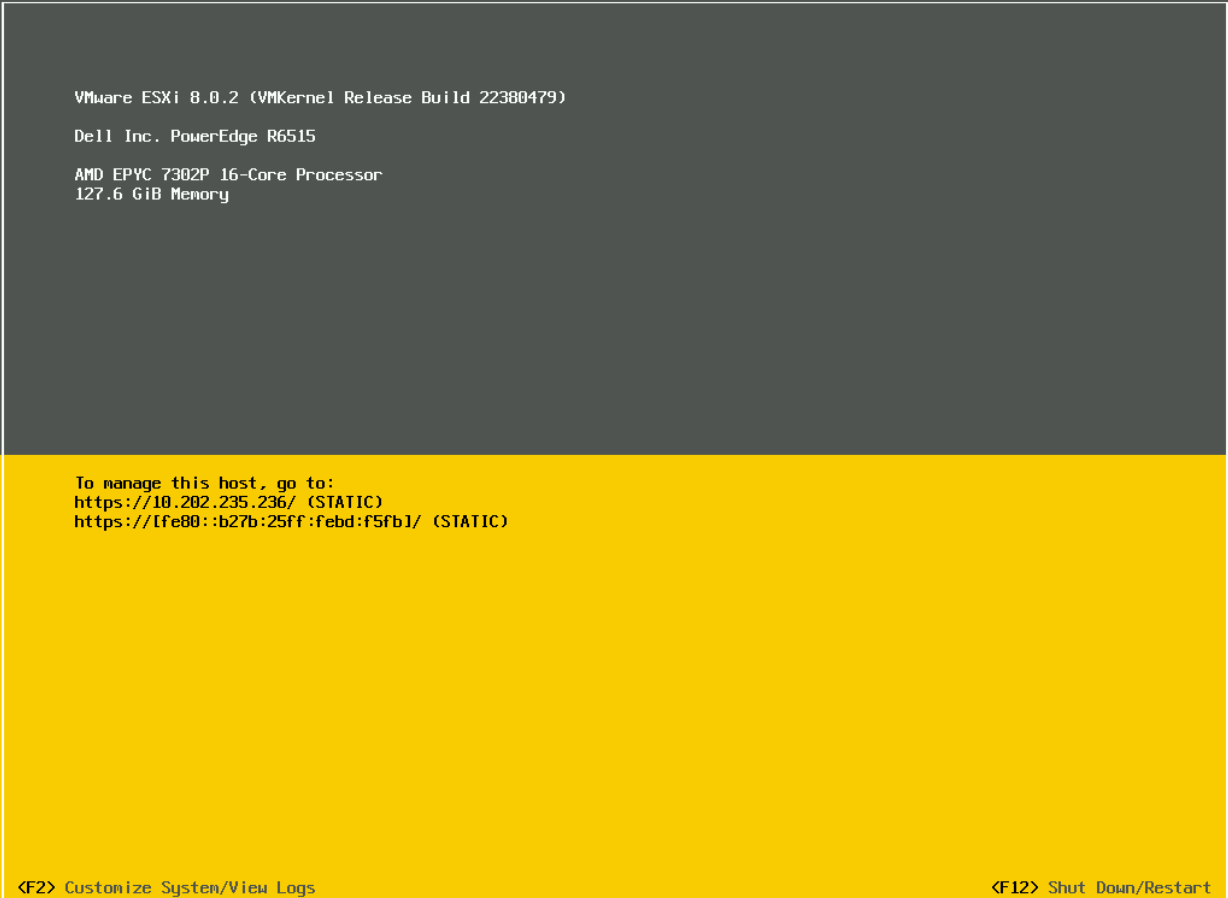 VMware ESXi 8.0.2 (VMKernel Release Build 22380479)
Dell Inc. PowerEdge R6515
AMD EPYC 7302P 16-Core Processor
127.6 GiB Memory
To manage this host, go to:
https://10.202.235.236/ (STATIC)
https://[fe80::b27b:25ff:febd:f5fb]/ (STATIC)
<F2> Customize System/View Logs
<F12> Shut Down/Restart